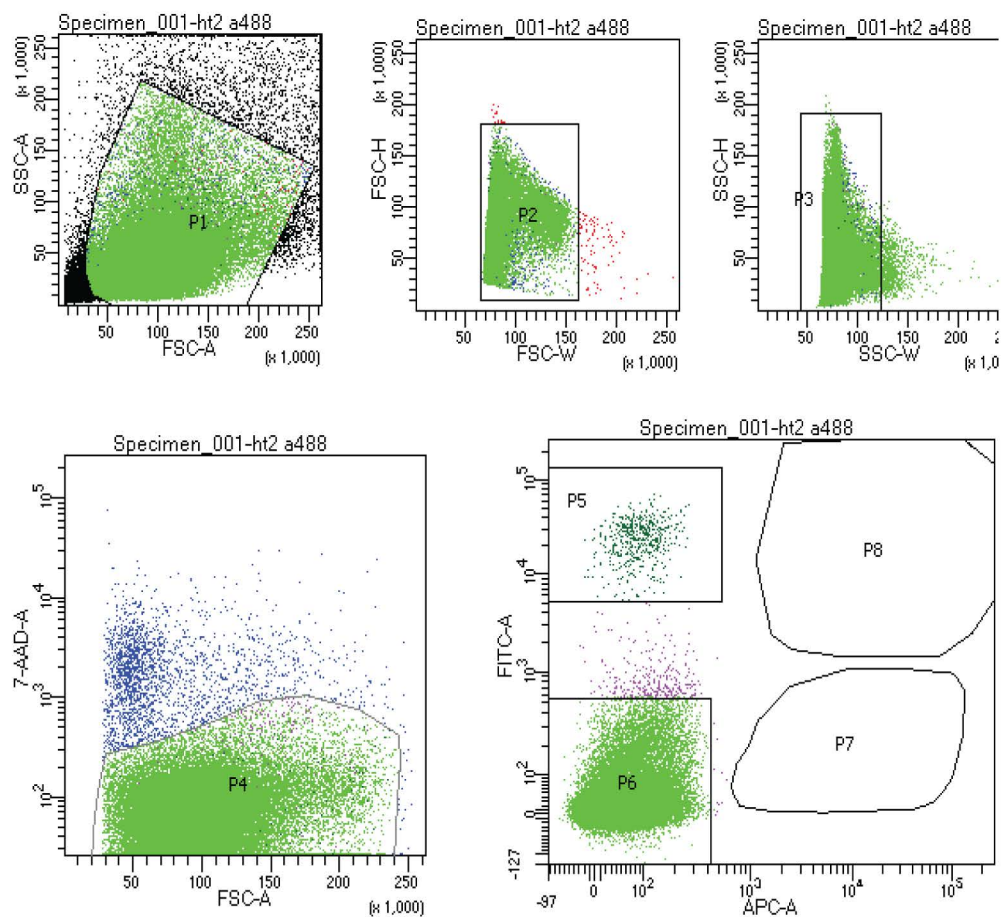 Specimen_001-ht2 a488
SSC-A
(x 1,000)
50 100 150 200 250
P1
50 100 150 200 250
FSC-A
(x 1,000)
Specimen_001-ht2 a488
FSC-H
(x 1,000)
50 100 150 200
P2
50 100 150 200 250
FSC-W
(x 1,000)
Specimen_001-ht2 a488
SSC-H
(x 1,000)
50 100 150 200
P3
50 100 150 200
SSC-W
(x 1,0
Specimen_001-ht2 a488
7-AAD-A
10^2 10^3 10^4 10^5
P4
50 100 150 200 250
FSC-A
(x 1,000)
Specimen_001-ht2 a488
FITC-A
-127 0 10^2 10^3 10^4 10^5
P5
P8
P7
P6
-97 0 10^2 10^3 10^4 10^5
APC-A